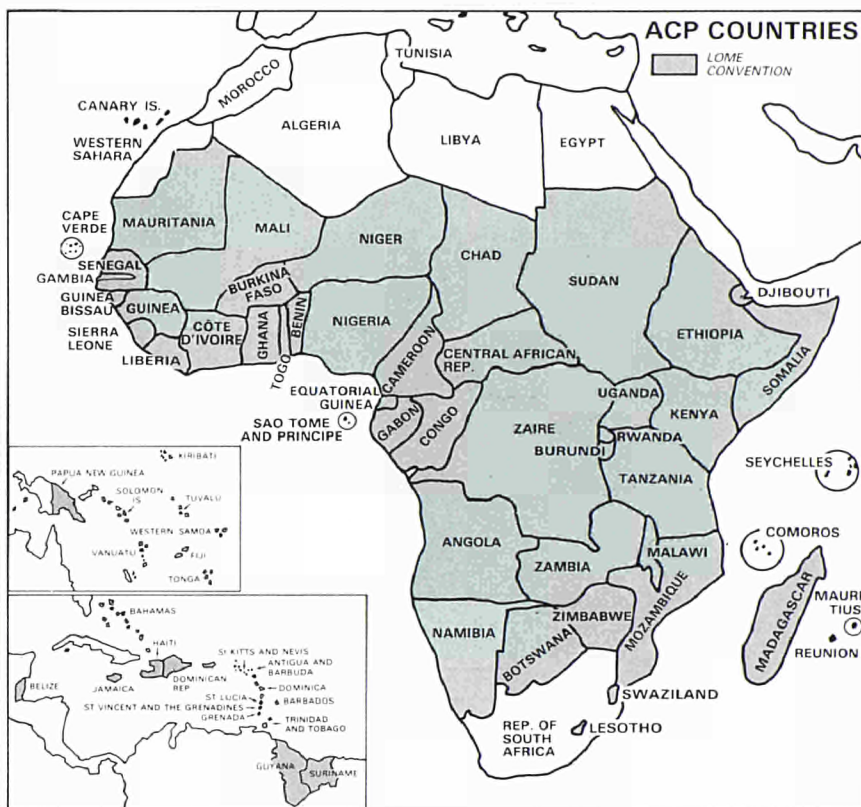 ACP COUNTRIES
LOME
CONVENTION
TUNISIA
MOROCCO
CANARY IS.
ALGERIA
LIBYA
EGYPT
WESTERN
SAHARA
CAPE
VERDE
MAURITANIA
MALI
NIGER
CHAD
SUDAN
SENEGAL
GAMBIA
GUINEA
BISSAU
GUINEA
BURKINA
FASO
SIERRA
LEONE
LIBERIA
CÔTE
D'IVOIRE
GHANA
TOGO
BENIN
NIGERIA
CAMEROON
CENTRAL AFRICAN
REP.
DJIBOUTI
ETHIOPIA
SOMALIA
EQUATORIAL
GUINEA
SAO TOME
AND PRINCIPE
GABON
CONGO
ZAIRE
UGANDA
KENYA
RWANDA
BURUNDI
TANZANIA
SEYCHELLES
COMOROS
ANGOLA
ZAMBIA
MALAWI
MOZAMBIQUE
ZIMBABWE
NAMIBIA
BOTSWANA
MADAGASCAR
MAURI
TIUS
REUNION
SWAZILAND
LESOTHO
REP. OF
SOUTH
AFRICA
KIRIBATI
PAPUA NEW GUINEA
SOLOMON
IS
TUVALU
WESTERN SAMOA
VANUATU
FIJI
TONGA
BAHAMAS
HAITI
ST KITTS AND NEVIS
ANTIGUA AND
BARBUDA
BELIZE
JAMAICA
DOMINICAN
REP
DOMINICA
ST LUCIA
BARBADOS
ST VINCENT AND THE GRENADINES
GRENADA
TRINIDAD
AND TOBAGO
GUYANA
SURINAME